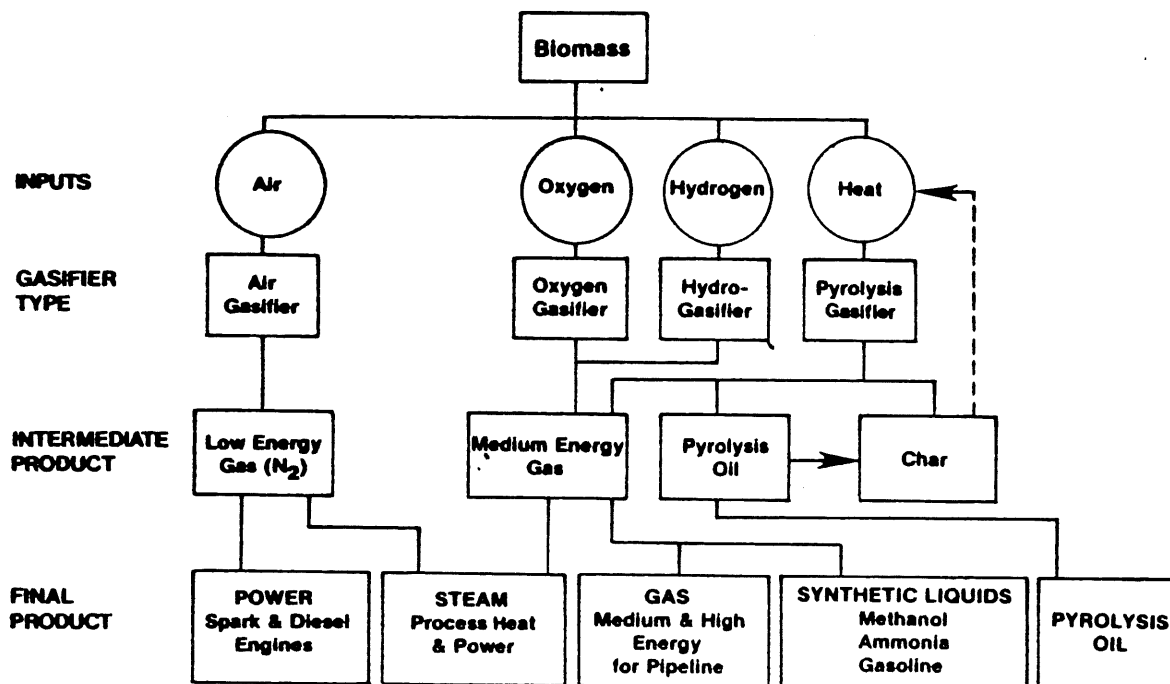 Biomass
INPUTS
Air
Oxygen
Hydrogen
Heat
GASIFIER
TYPE
Air
Gasifier
Oxygen
Gasifier
Hydro-
Gasifier
Pyrolysis
Gasifier
INTERMEDIATE
PRODUCT
Low Energy
Gas (N2)
Medium Energy
Gas
Pyrolysis
Oil
Char
FINAL
PRODUCT
POWER
Spark & Diesel
Engines
STEAM
Process Heat
& Power
GAS
Medium & High
Energy
for Pipeline
SYNTHETIC LIQUIDS
Methanol
Ammonia
Gasoline
PYROLYSIS
OIL